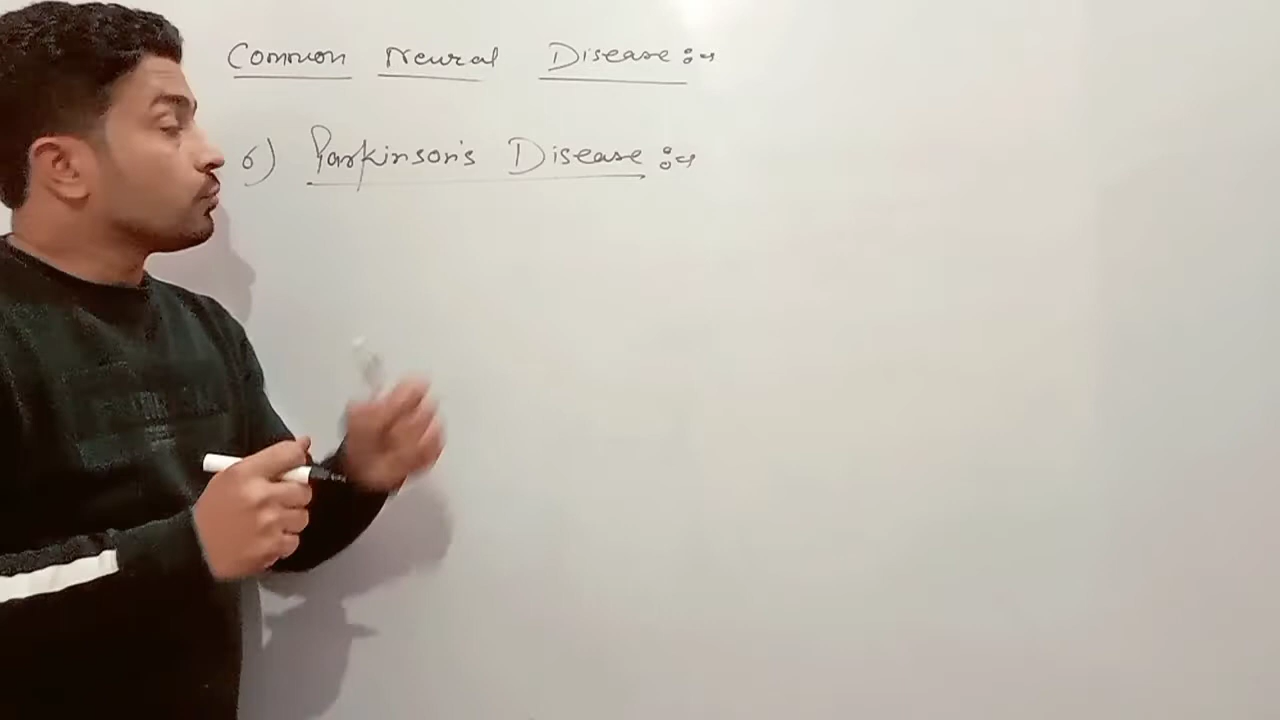 Common Neural Disease :-
6) Parkinson's Disease :-